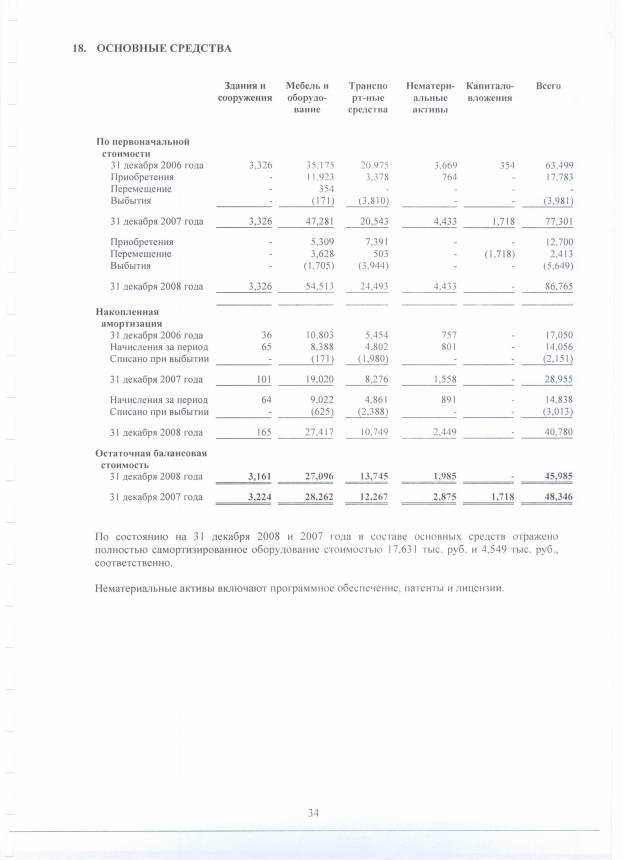 18. ОСНОВНЫЕ СРЕДСТВА
Здания и Мебель и Транспо Нематери- Капитало- Всего
сооружения оборудо- рт-ные альные вложения
вание средства активы
По первоначальной
стоимости
31 декабря 2006 года 3,326 35,175 20,975 3,669 354 63,499
Приобретения - 11,923 3,378 764 - 17,783
Перемещение - 354 - - - -
Выбытия - (171) (3,810) - - (3,981)
31 декабря 2007 года 3,326 47,281 20,543 4,433 1,718 77,301
Приобретения - 5,309 7,391 - - 12,700
Перемещение - 3,628 503 - (1,718) 2,413
Выбытия - (1,705) (3,944) - - (5,649)
31 декабря 2008 года 3,326 54,513 24,493 4,433 - 86,765
Накопленная
амортизация
31 декабря 2006 года 36 10,803 5,454 757 - 17,050
Начисления за период 65 8,388 4,802 801 - 14,056
Списано при выбытии - (171) (1,980) - - (2,151)
31 декабря 2007 года 101 19,020 8,276 1,558 - 28,955
Начисления за период 64 9,022 4,861 891 - 14,838
Списано при выбытии - (625) (2,388) - - (3,013)
31 декабря 2008 года 165 27,417 10,749 2,449 - 40,780
Остаточная балансовая
стоимость
31 декабря 2008 года 3,161 27,096 13,745 1,985 - 45,985
31 декабря 2007 года 3,224 28,262 12,267 2,875 1,718 48,346
По состоянию на 31 декабря 2008 и 2007 года в составе основных средств отражено
полностью самортизированное оборудование стоимостью 17,631 тыс. руб. и 4,549 тыс. руб.,
соответственно.
Нематериальные активы включают программное обеспечение, патенты и лицензии.
34